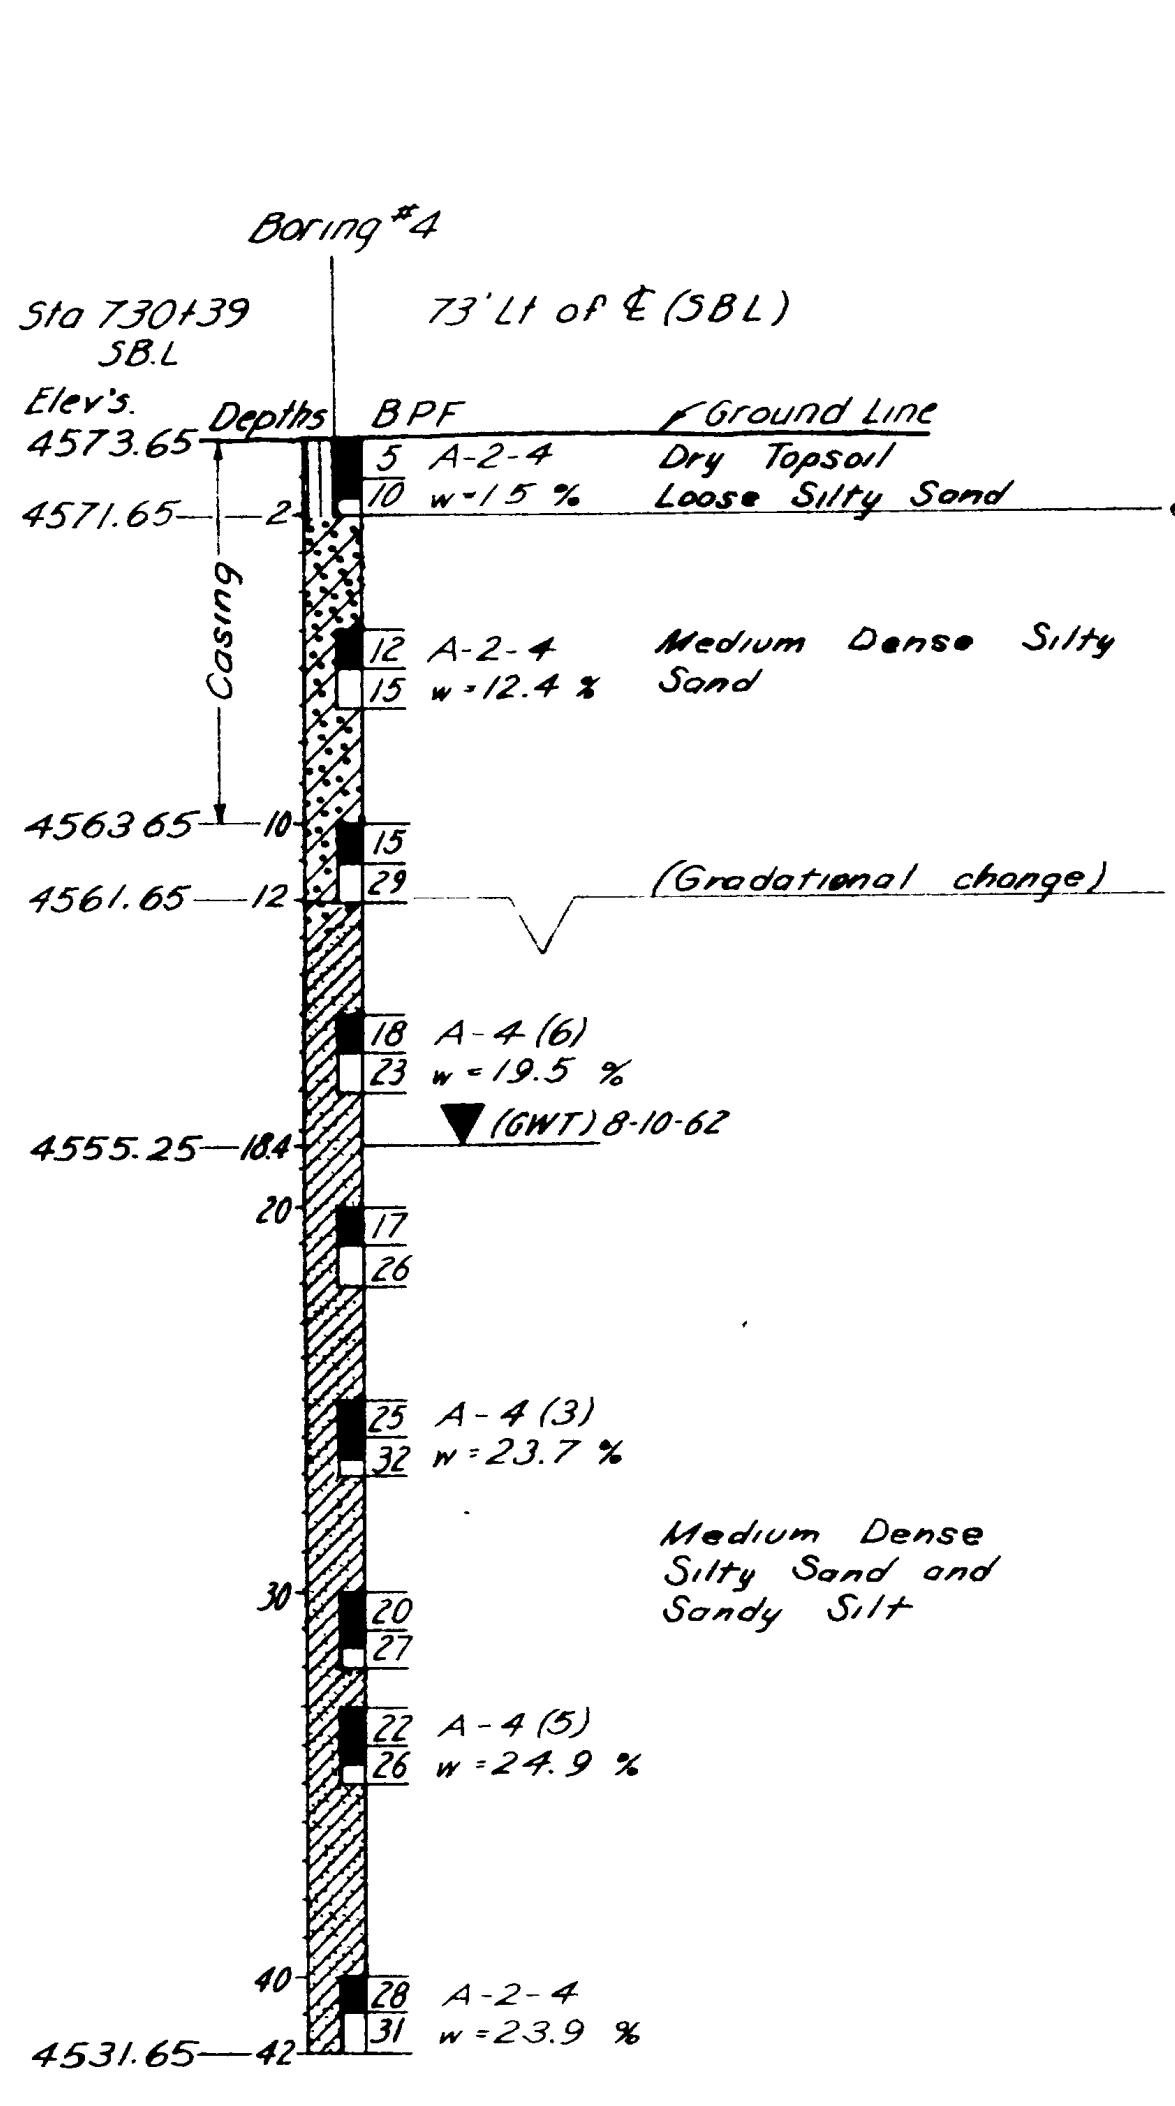 Boring #4
Sta 730+39 73' Lt of ℄ (SBL)
SB.L
Elev's. Depths BPF Ground Line
4573.65 5 A-2-4 Dry Topsoil
10 w=15 % Loose Silty Sand
4571.65 2
Casing
12 A-2-4 Medium Dense Silty
15 w=12.4 % Sand
4563 65 10
15
29 (Gradational change)
4561.65 12
18 A-4 (6)
23 w=19.5 %
(GWT) 8-10-62
4555.25 18.4
20
17
26
25 A-4 (3)
32 w=23.7 %
Medium Dense
Silty Sand and
30 Sandy Silt
20
27
22 A-4 (5)
26 w=24.9 %
40
28 A-2-4
31 w=23.9 %
4531.65 42